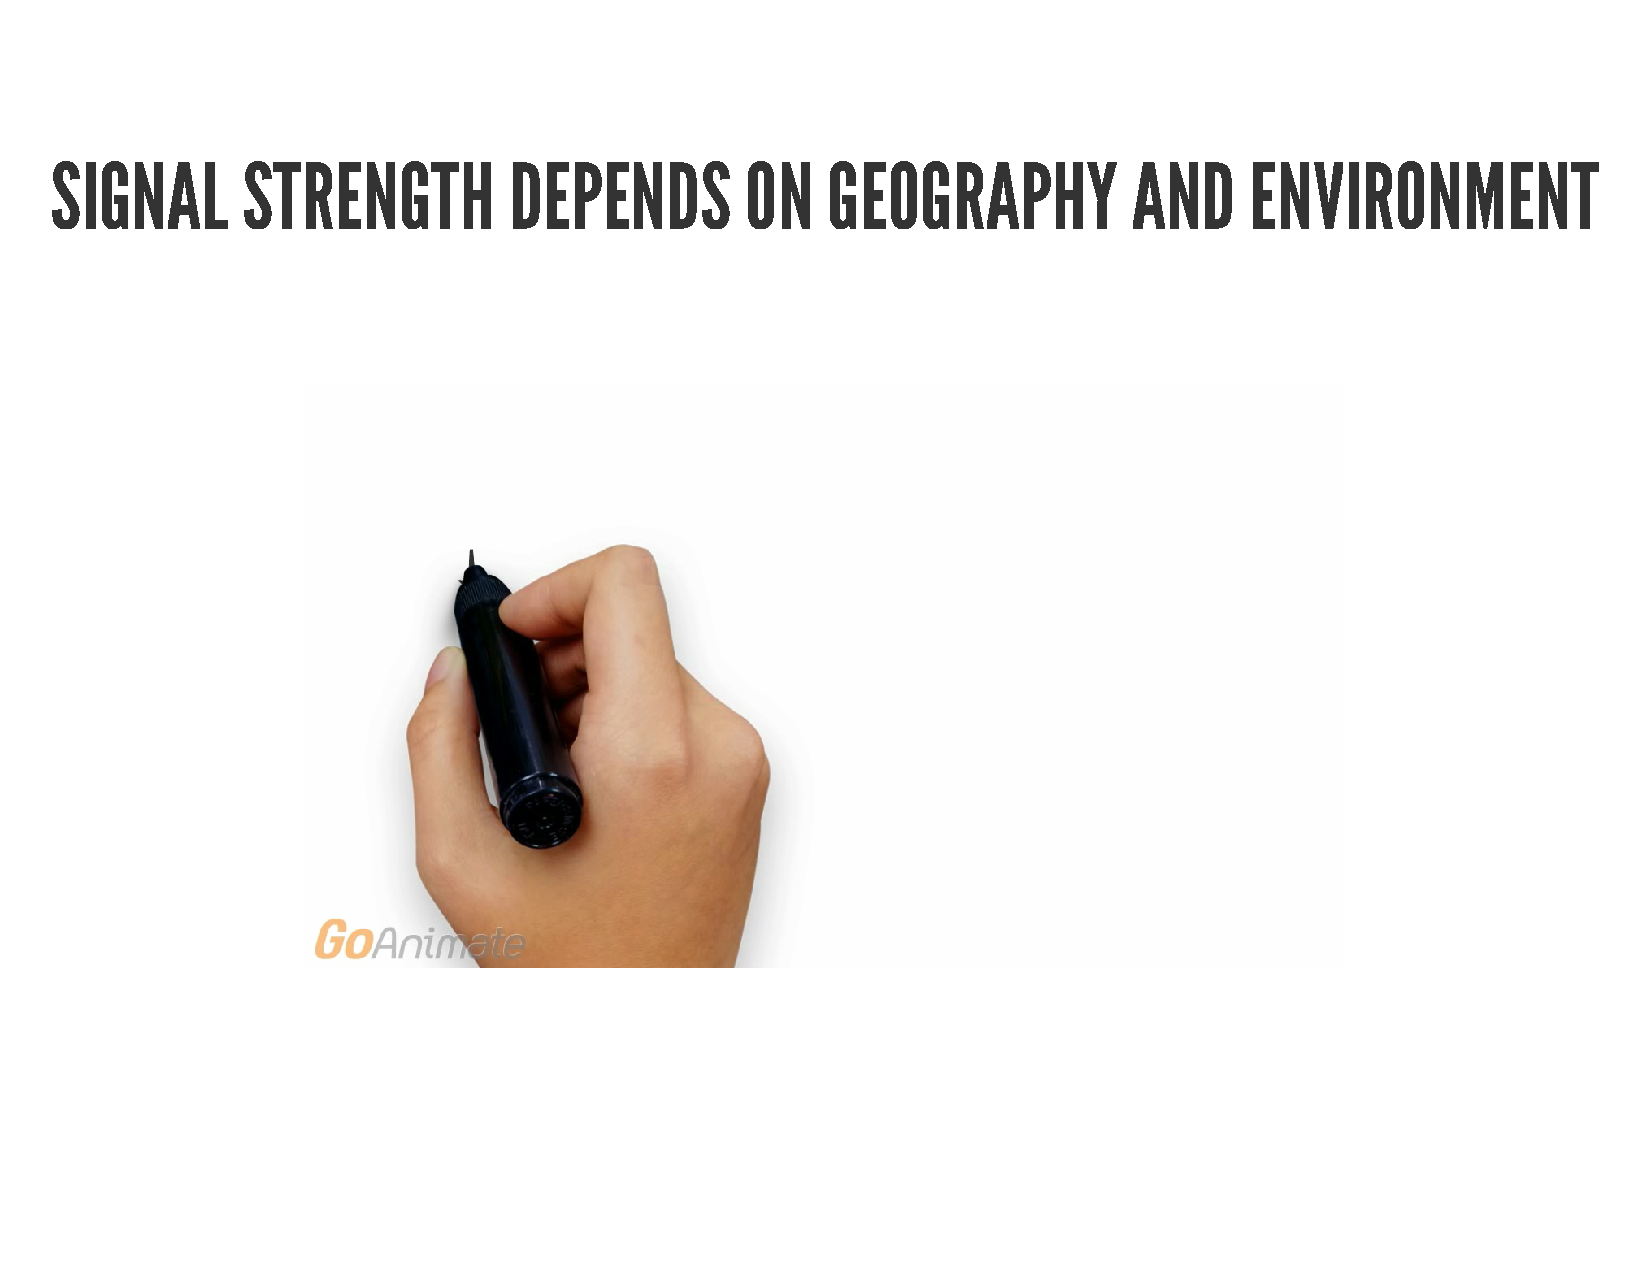 SIGNAL STRENGTH DEPENDS ON GEOGRAPHY AND ENVIRONMENT
GoAnimate